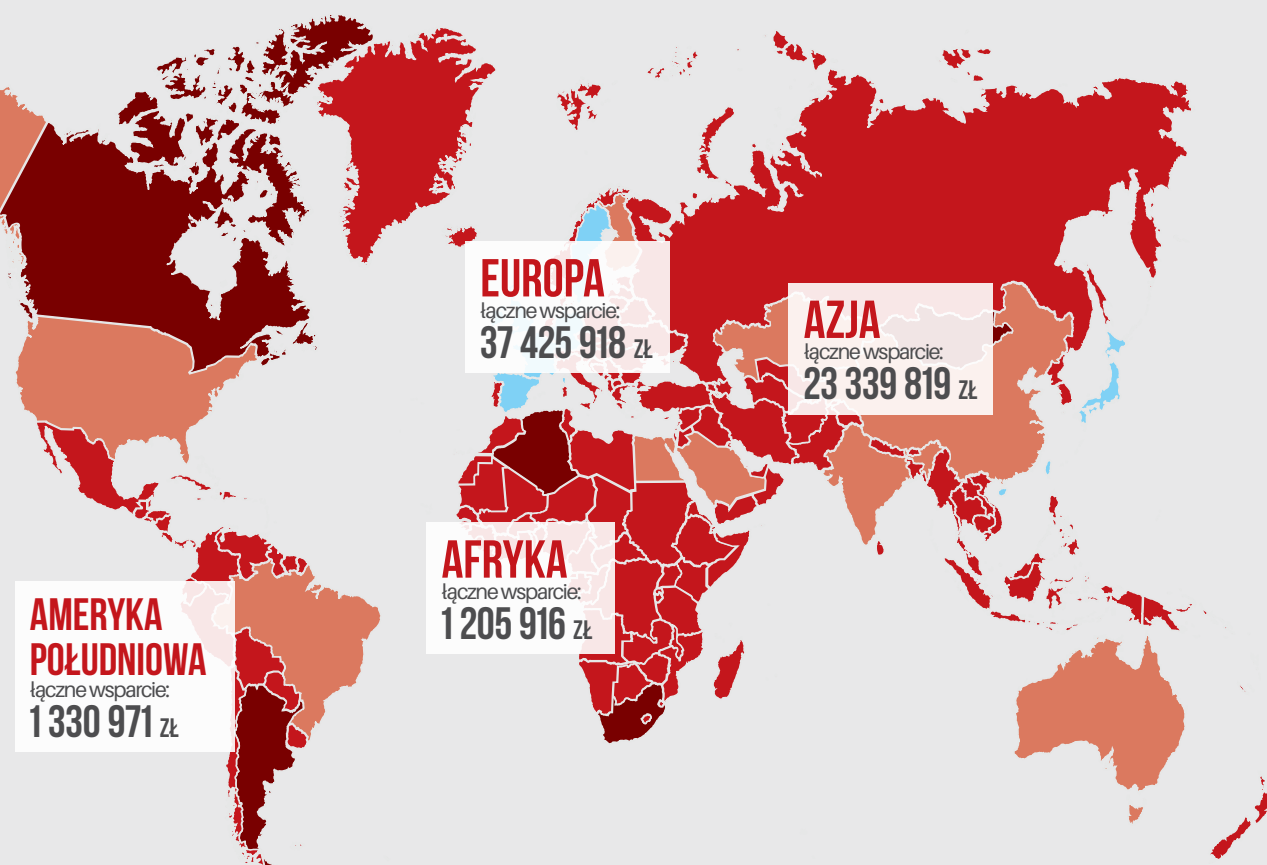 EUROPA
łączne wsparcie:
37 425 918 ZŁ
AZJA
łączne wsparcie:
23 339 819 ZŁ
AFRYKA
łączne wsparcie:
1 205 916 ZŁ
AMERYKA
POŁUDNIOWA
łączne wsparcie:
1 330 971 ZŁ